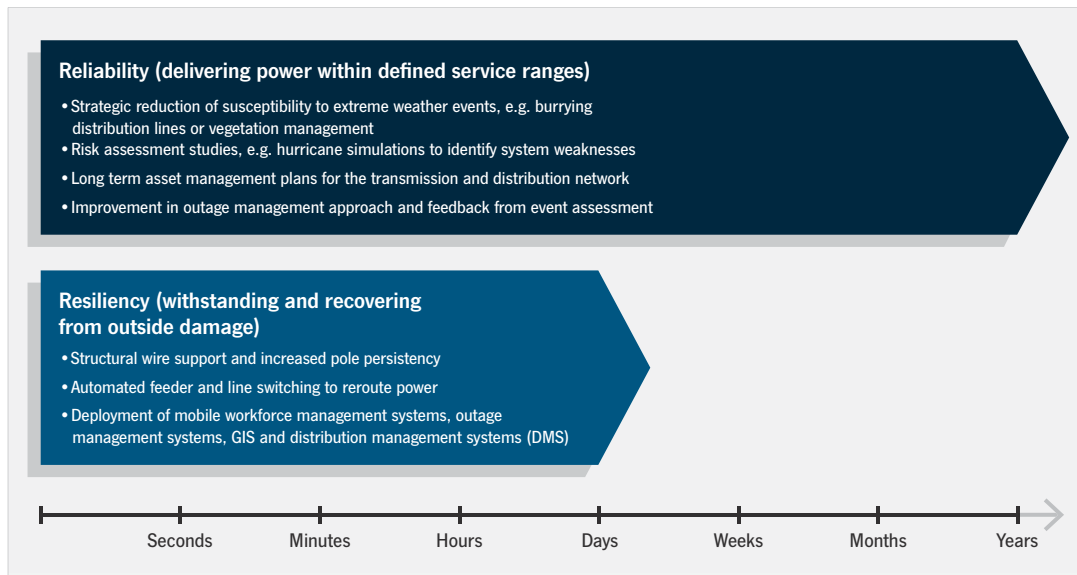 Reliability (delivering power within defined service ranges)
• Strategic reduction of susceptibility to extreme weather events, e.g. burrying
distribution lines or vegetation management
• Risk assessment studies, e.g. hurricane simulations to identify system weaknesses
• Long term asset management plans for the transmission and distribution network
• Improvement in outage management approach and feedback from event assessment
Resiliency (withstanding and recovering
from outside damage)
• Structural wire support and increased pole persistency
• Automated feeder and line switching to reroute power
• Deployment of mobile workforce management systems, outage
management systems, GIS and distribution management systems (DMS)
Seconds Minutes Hours Days Weeks Months Years